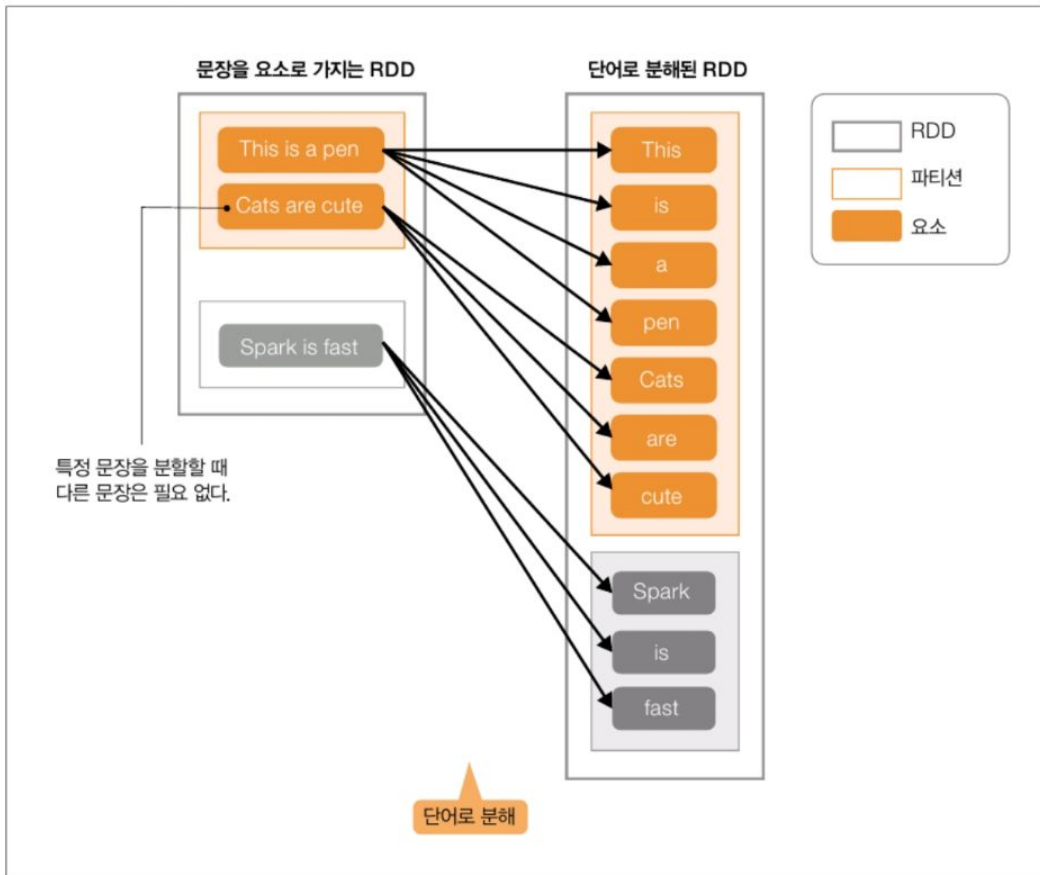 문장을 요소로 가지는 RDD
단어로 분해된 RDD
This is a pen
Cats are cute
Spark is fast
특정 문장을 분할할 때
다른 문장은 필요 없다.
This
is
a
pen
Cats
are
cute
Spark
is
fast
RDD
파티션
요소
단어로 분해